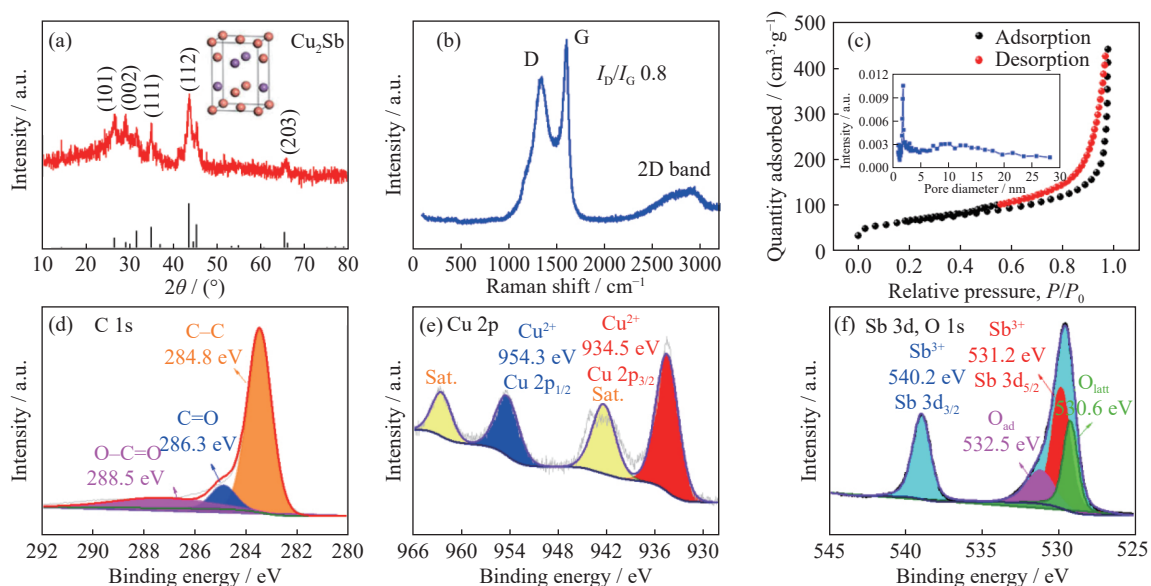 (a)
Cu₂Sb
(101)
(002)
(111)
(112)
(203)
Intensity / a.u.
10 20 30 40 50 60 70 80
2θ / (°)
(b)
D
G
I_D/I_G 0.8
2D band
Intensity / a.u.
0 500 1000 1500 2000 2500 3000
Raman shift / cm⁻¹
(c)
Adsorption
Desorption
Quantity adsorbed / (cm³·g⁻¹)
500
400
300
200
100
0
0.0 0.2 0.4 0.6 0.8 1.0
Relative pressure, P/P₀
Intensity / a.u.
0.012
0.009
0.006
0.003
0.000
0 5 10 15 20 25 30
Pore diameter / nm
(d) C 1s
C–C
284.8 eV
C=O
286.3 eV
O–C=O
288.5 eV
Intensity / a.u.
292 290 288 286 284 282 280
Binding energy / eV
(e) Cu 2p
Sat.
Cu²⁺
954.3 eV
Cu 2p₁/₂
Cu²⁺
934.5 eV
Cu 2p₃/₂
Sat.
Intensity / a.u.
966 960 954 948 942 936 930
Binding energy / eV
(f) Sb 3d, O 1s
Sb³⁺
540.2 eV
Sb 3d₃/₂
Sb³⁺
531.2 eV
Sb 3d₅/₂
O_ad
532.5 eV
O_latt
530.6 eV
Intensity / a.u.
545 540 535 530 525
Binding energy / eV